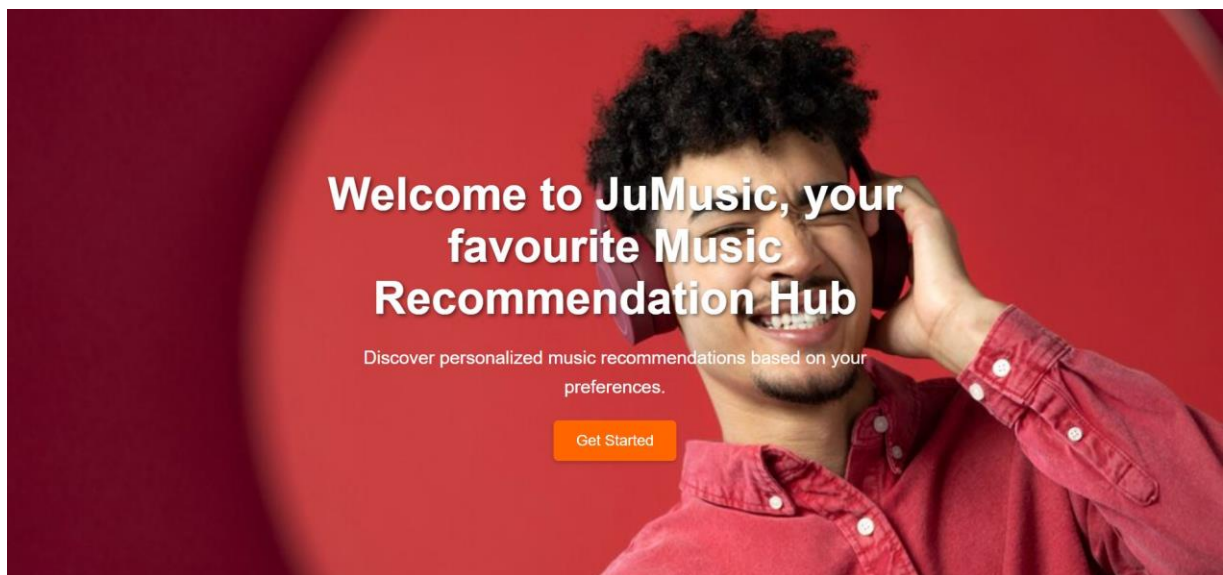 Welcome to JuMusic, your
favourite Music
Recommendation Hub
Discover personalized music recommendations based on your
preferences.
Get Started